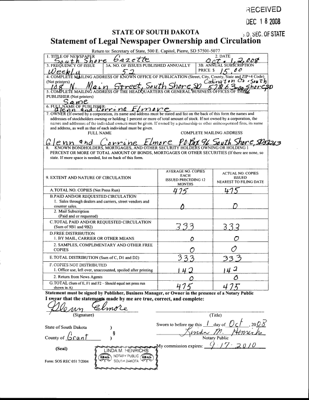 RECEIVED
DEC 18 2008
S.D. SEC. OF STATE
STATE OF SOUTH DAKOTA
Statement of Legal Newspaper Ownership and Circulation
Return to: Secretary of State, 500 E. Capitol, Pierre, SD 57501-5077
1. TITLE OF NEWSPAPER
South Shore Gazette
2. DATE
Oct. 1, 2008
3. FREQUENCY OF ISSUE
Weekly
3A. NO. OF ISSUES PUBLISHED ANNUALLY
52
3B. ANNUAL SUBSCRIPTION PRICE $ 15.00
4. COMPLETE MAILING ADDRESS OF KNOWN OFFICE OF PUBLICATION (Street, City, County, State and ZIP+4 Code) (Not printers)
Main Street, South Shore SD
5. COMPLETE MAILING ADDRESS OF THE HEADQUARTERS OF GENERAL BUSINESS OFFICES OF THE PUBLISHER (Not printer)
Same
6. FULL NAME OF PUBLISHER
Glenn and Corrine Elmore
7. OWNER (If owned by a corporation, its name and address must be stated and list on the back of this form the names and addresses of stockholders owning or holding 1 percent or more of total amount of stock. If not owned by a corporation, the names and addresses of the individual owners must be given. If owned by a partnership or other unincorporated firm, its name and address, as well as that of each individual must be given.
FULL NAME COMPLETE MAILING ADDRESS
Glenn and Corrine Elmore PO Box 96 South Shore, SD 57263
8. KNOWN BONDHOLDERS, MORTGAGES, AND OTHER SECURITY HOLDERS OWNING OR HOLDING 1 PERCENT OR MORE OF TOTAL AMOUNT OF BONDS, MORTGAGES OR OTHER SECURITIES (If there are none, so state. If more space is needed, list on back of this form.
9. EXTENT AND NATURE OF CIRCULATION
AVERAGE NO. COPIES EACH ISSUED PRECEDING 12 MONTHS
ACTUAL NO. COPIES ISSUED NEAREST TO FILING DATE
A. TOTAL NO. COPIES (Net Press Run) 475 475
B. PAID AND/OR REQUESTED CIRCULATION
1. Sales through dealers and carriers, street vendors and counter sales 0 0
2. Mail Subscription (Paid and or requested)
C. TOTAL PAID AND/OR REQUESTED CIRCULATION (Sum of 9B1 and 9B2) 333 333
D. FREE DISTRIBUTION
1. BY MAIL, CARRIER OR OTHER MEANS 0 0
2. SAMPLES, COMPLIMENTARY AND OTHER FREE COPIES 0 0
E. TOTAL DISTRIBUTION (Sum of C, D1 and D2) 333 333
F. COPIES NOT DISTRIBUTED
1. Office use, left over, unaccounted, spoiled after printing 142 142
2. Return from News Agents 0 0
G. TOTAL (Sum of E, F1 and F2 - Should equal net press run shown in A) 475 475
Statement must be signed by Publisher, Business Manager, or Owner in the presence of a Notary Public
I swear that the statements made by me are true, correct, and complete:
Glenn Elmore
(Signature) (Title)
State of South Dakota )
County of Grant )
Sworn to before me this 1 day of Oct 2008
Linda M Heinrichs
Notary Public
(Seal)
LINDA M. HEINRICHS
NOTARY PUBLIC
SOUTH DAKOTA
My commission expires: 9-17-2010
Form: SOS REC 051 7/2004